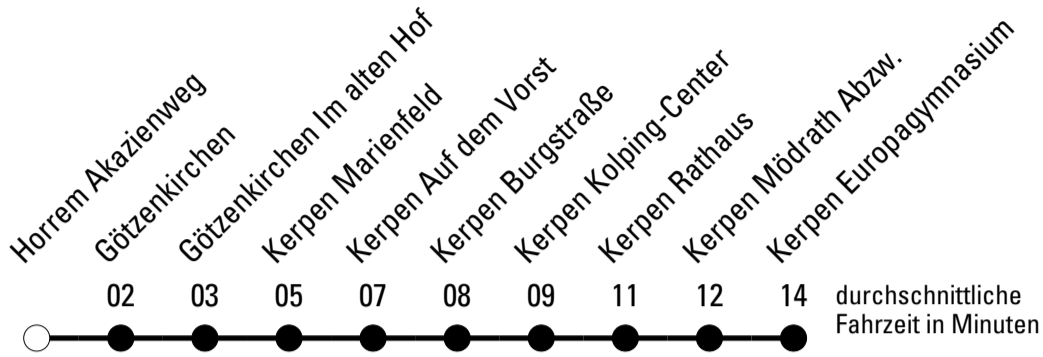 Horrem Akazienweg
Götzenkirchen
Götzenkirchen Im alten Hof
Kerpen Marienfeld
Kerpen Auf dem Vorst
Kerpen Burgstraße
Kerpen Kolping-Center
Kerpen Rathaus
Kerpen Mödrath Abzw.
Kerpen Europagymnasium
02 03 05 07 08 09 11 12 14
durchschnittliche
Fahrzeit in Minuten